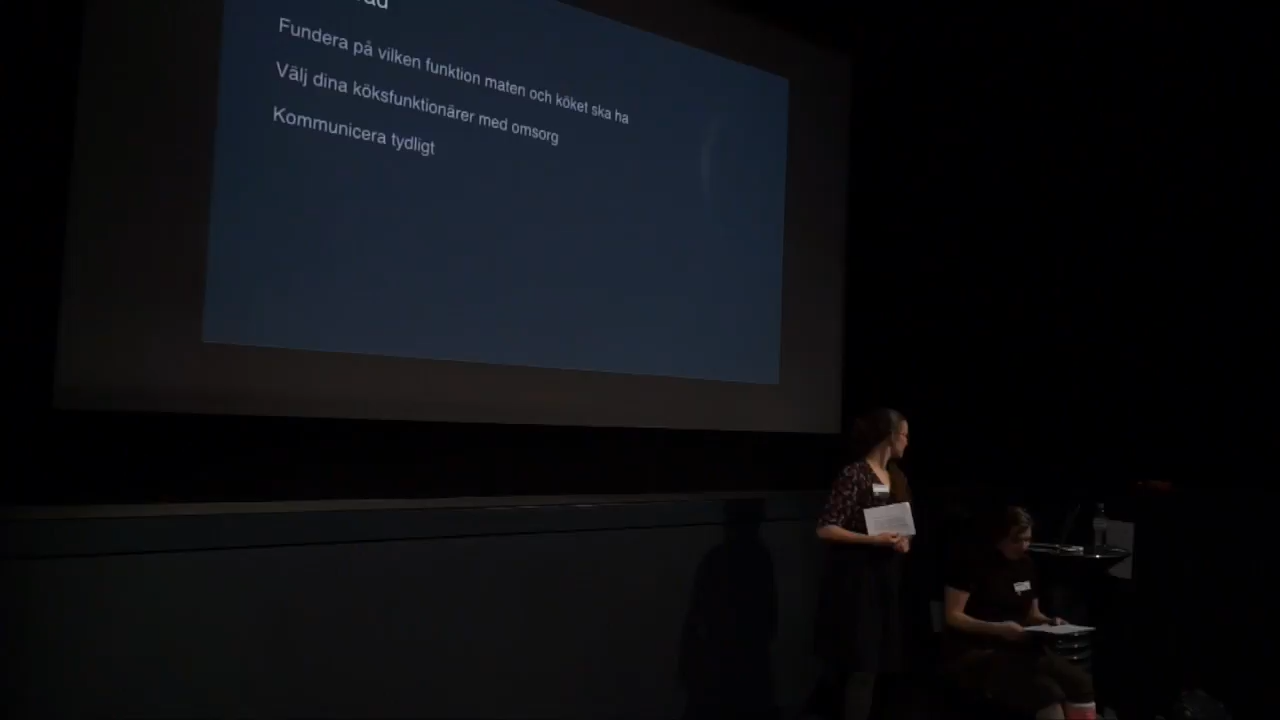 Fundera på vilken funktion maten och köket ska ha
Välj dina köksfunktionärer med omsorg
Kommunicera tydligt